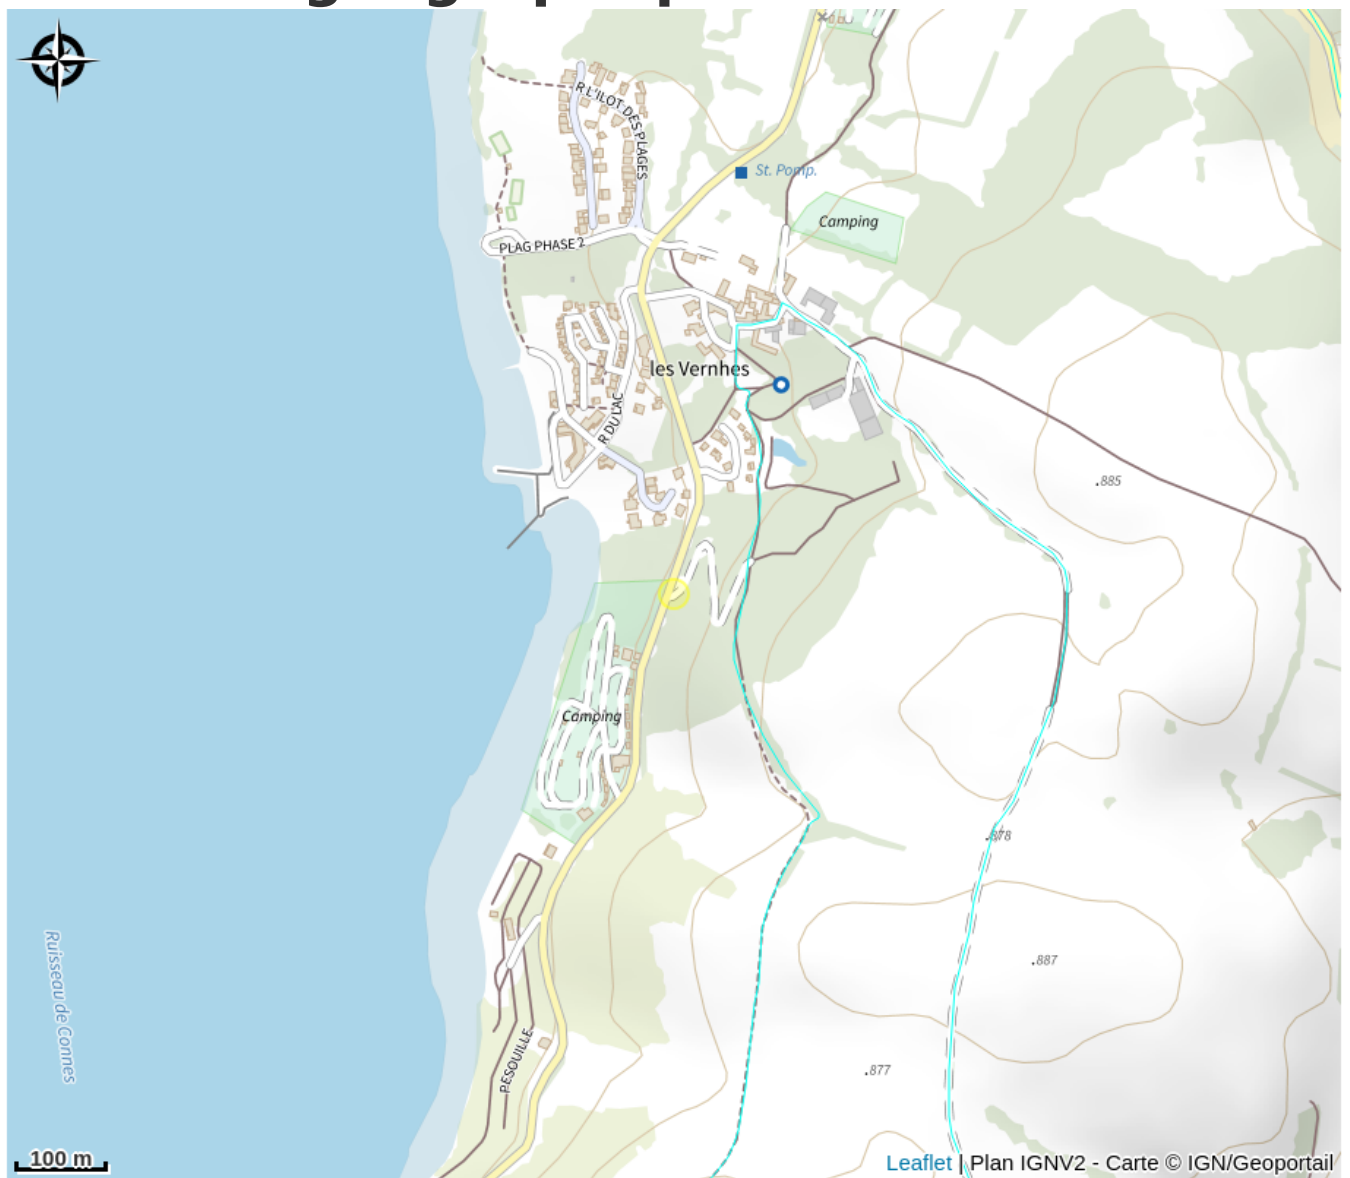 R L'ILOT DES PLAGES
St. Pomp.
Camping
PLAG PHASE 2
les Vernhes
R DU LAC
.885
Camping
.878
Ruisseau de Connes
.887
PESOUILLE
.877
100 m
Leaflet | Plan IGNV2 - Carte © IGN/Geoportail